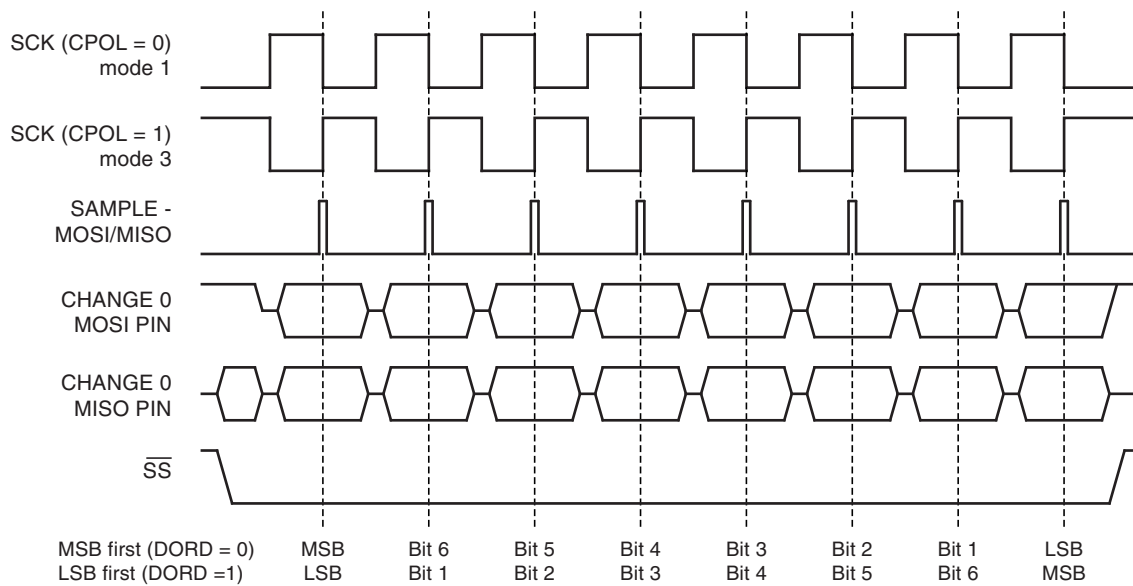 SCK (CPOL = 0)
mode 1
SCK (CPOL = 1)
mode 3
SAMPLE -
MOSI/MISO
CHANGE 0
MOSI PIN
CHANGE 0
MISO PIN
SS
MSB first (DORD = 0) MSB Bit 6 Bit 5 Bit 4 Bit 3 Bit 2 Bit 1 LSB
LSB first (DORD =1) LSB Bit 1 Bit 2 Bit 3 Bit 4 Bit 5 Bit 6 MSB